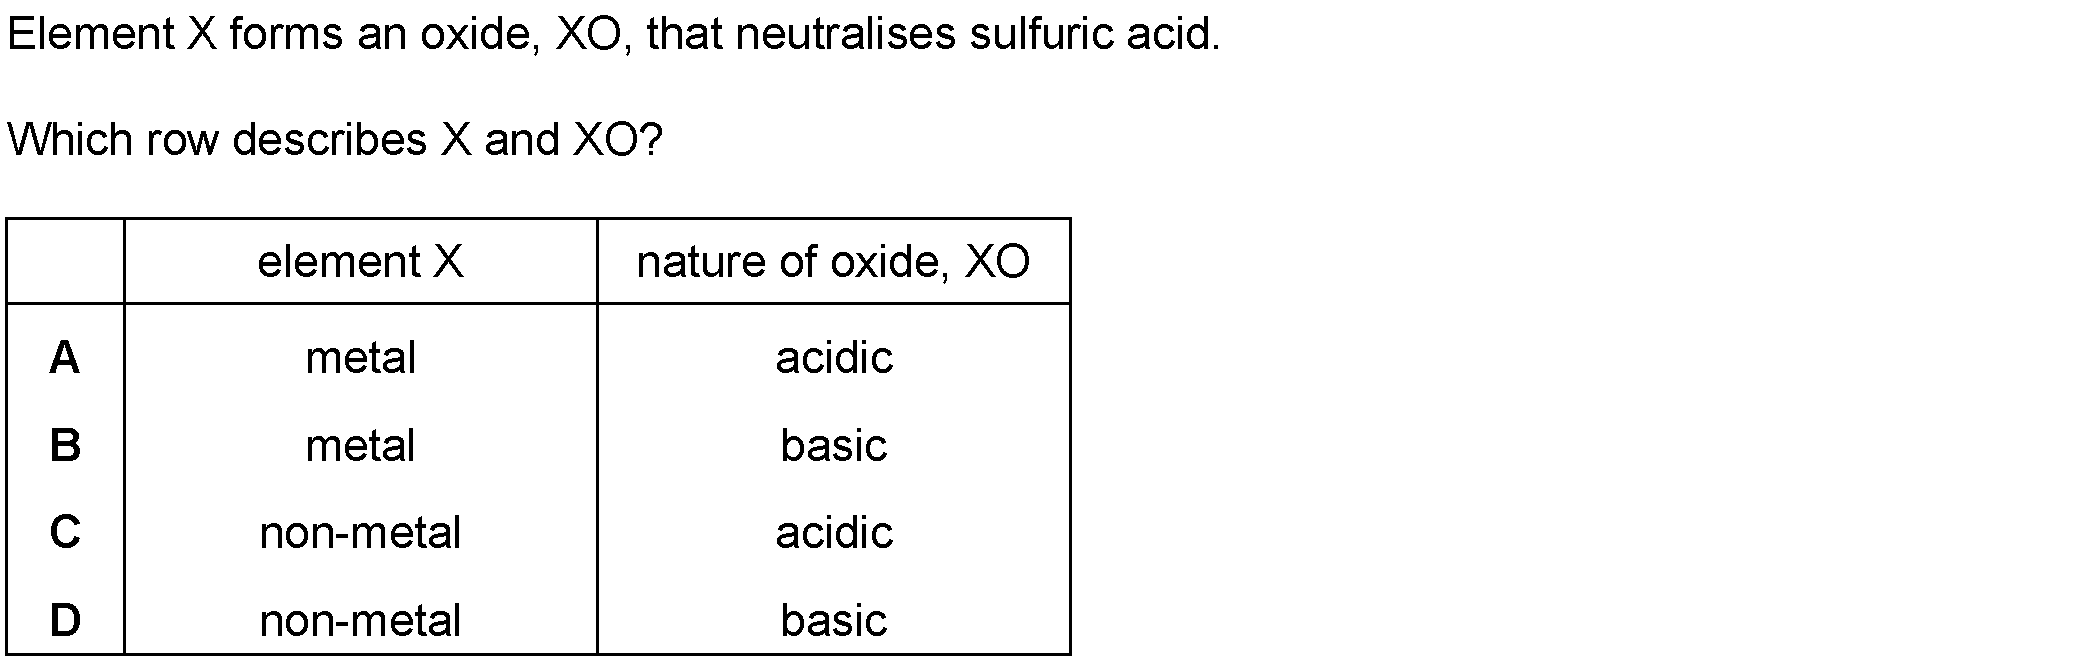 Element X forms an oxide, XO, that neutralises sulfuric acid.
Which row describes X and XO?
element X nature of oxide, XO
A metal acidic
B metal basic
C non-metal acidic
D non-metal basic